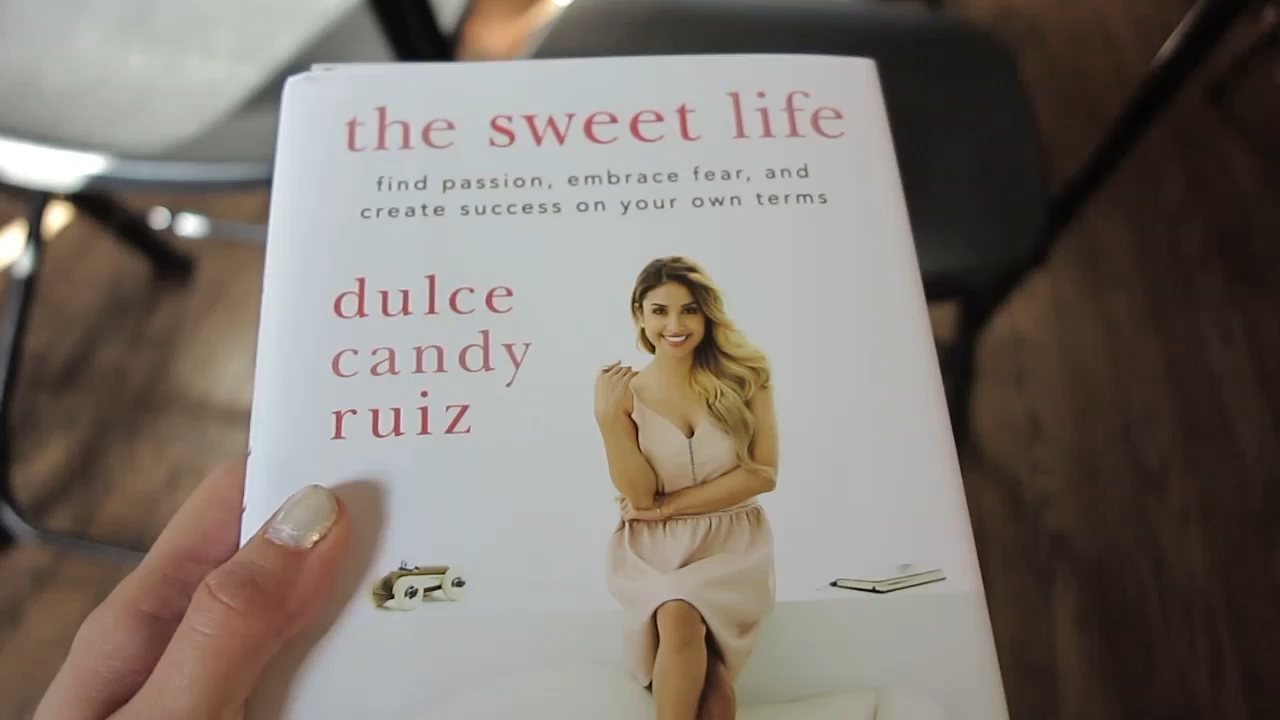 the sweet life
find passion, embrace fear, and
create success on your own terms
dulce
candy
ruiz